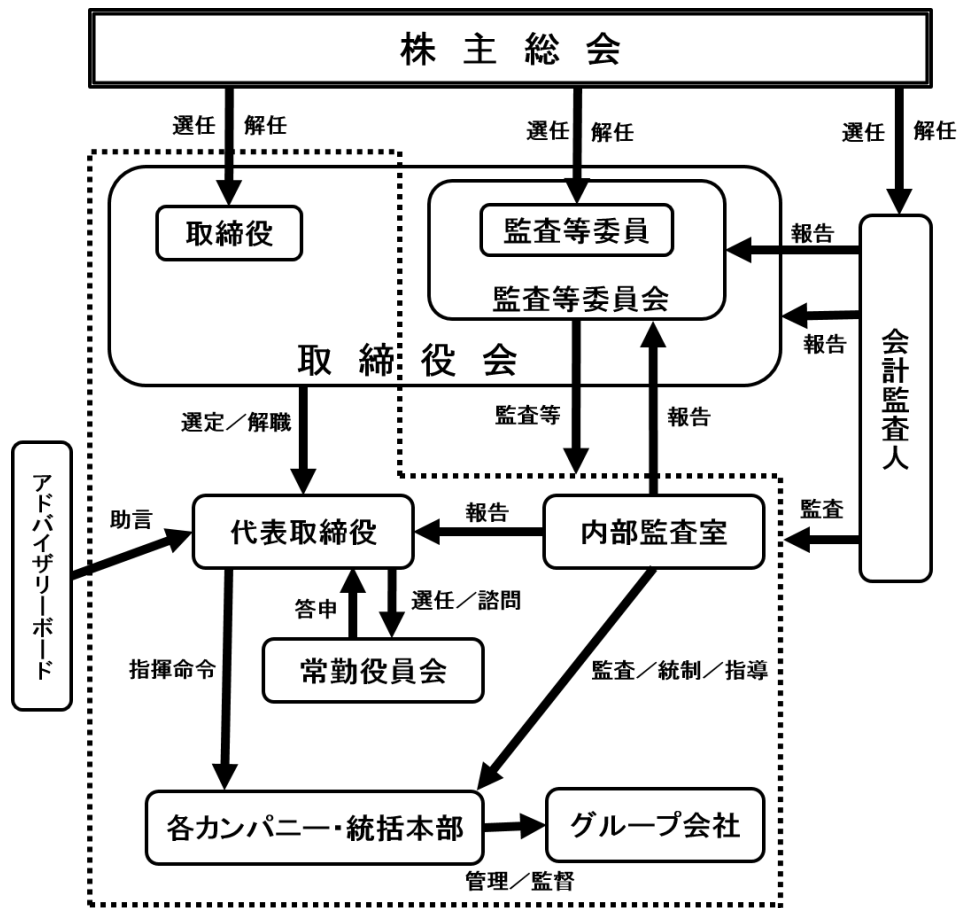 株主総会
選任
解任
選任
解任
選任
解任
取締役
監査等委員
監査等委員会
取締役会
報告
報告
会計監査人
選定／解職
監査等
報告
アドバイザリーボード
助言
代表取締役
報告
内部監査室
監査
答申
選任／諮問
常勤役員会
指揮命令
監査／統制／指導
各カンパニー・統括本部
グループ会社
管理／監督